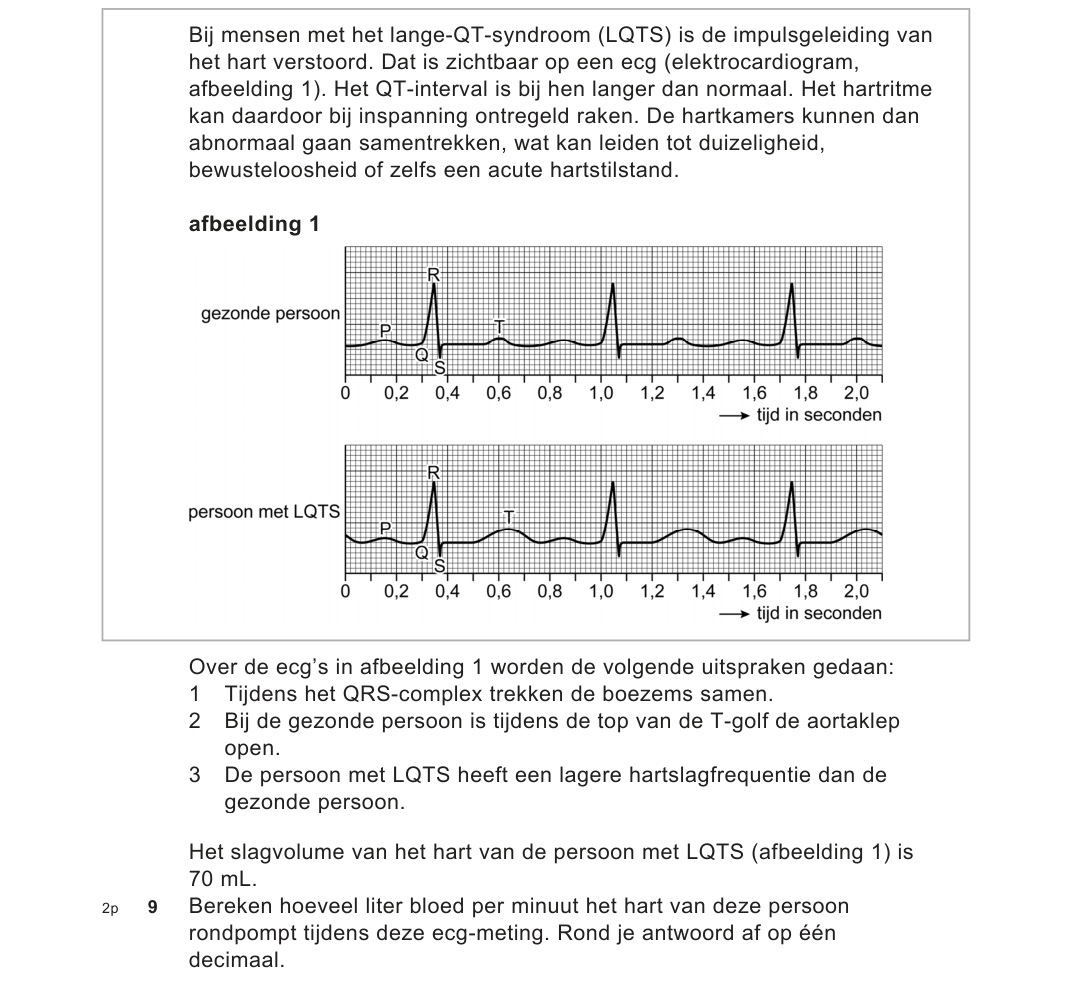 Bij mensen met het lange-QT-syndroom (LQTS) is de impulsgeleiding van
het hart verstoord. Dat is zichtbaar op een ecg (elektrocardiogram,
afbeelding 1). Het QT-interval is bij hen langer dan normaal. Het hartritme
kan daardoor bij inspanning ontregeld raken. De hartkamers kunnen dan
abnormaal gaan samentrekken, wat kan leiden tot duizeligheid,
bewusteloosheid of zelfs een acute hartstilstand.
afbeelding 1
R
gezonde persoon
P
T
Q
S
0 0,2 0,4 0,6 0,8 1,0 1,2 1,4 1,6 1,8 2,0
tijd in seconden
R
persoon met LQTS
P
T
Q
S
0 0,2 0,4 0,6 0,8 1,0 1,2 1,4 1,6 1,8 2,0
tijd in seconden
Over de ecg's in afbeelding 1 worden de volgende uitspraken gedaan:
1 Tijdens het QRS-complex trekken de boezems samen.
2 Bij de gezonde persoon is tijdens de top van de T-golf de aortaklep
open.
3 De persoon met LQTS heeft een lagere hartslagfrequentie dan de
gezonde persoon.
Het slagvolume van het hart van de persoon met LQTS (afbeelding 1) is
70 mL.
2p 9 Bereken hoeveel liter bloed per minuut het hart van deze persoon
rondpompt tijdens deze ecg-meting. Rond je antwoord af op één
decimaal.